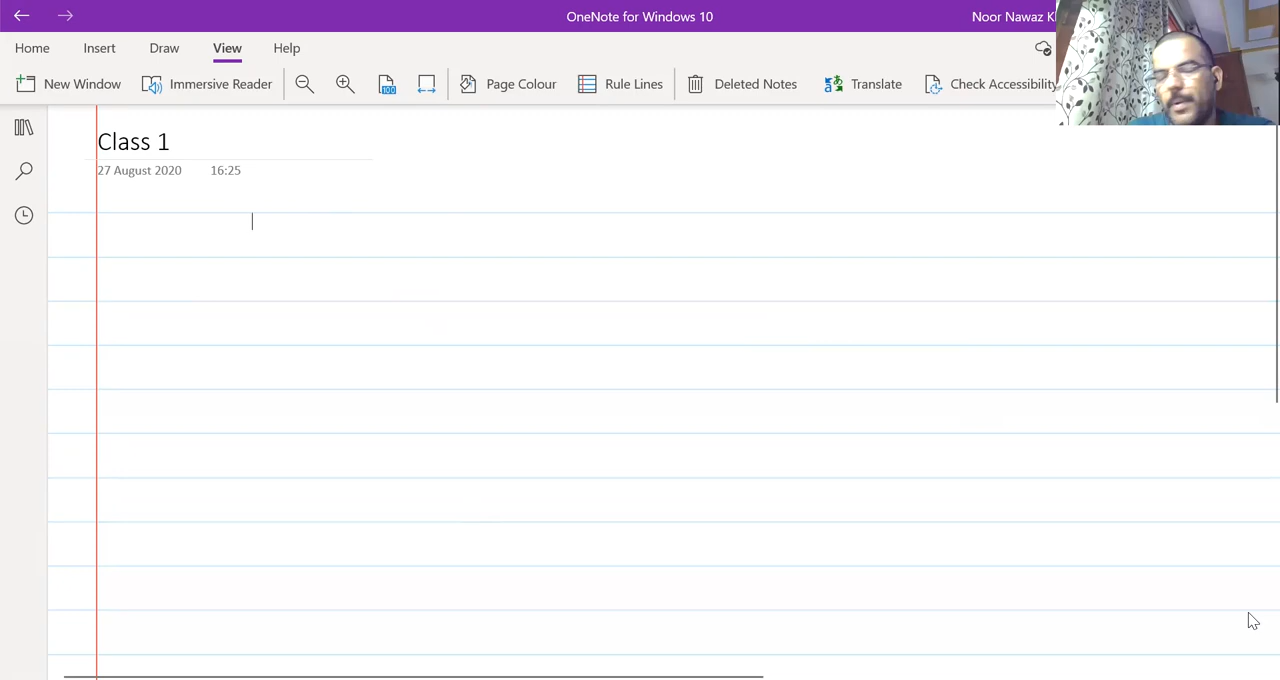 OneNote for Windows 10
Noor Nawaz K
Home Insert Draw View Help
New Window Immersive Reader 100 Page Colour Rule Lines Deleted Notes Translate Check Accessibility
Class 1
27 August 2020 16:25